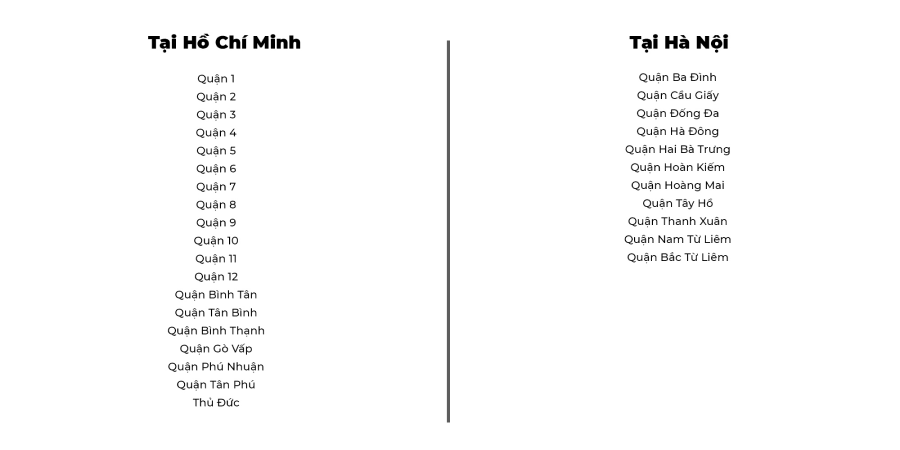 Tại Hồ Chí Minh
Quận 1
Quận 2
Quận 3
Quận 4
Quận 5
Quận 6
Quận 7
Quận 8
Quận 9
Quận 10
Quận 11
Quận 12
Quận Bình Tân
Quận Tân Bình
Quận Bình Thạnh
Quận Gò Vấp
Quận Phú Nhuận
Quận Tân Phú
Thủ Đức
Tại Hà Nội
Quận Ba Đình
Quận Cầu Giấy
Quận Đống Đa
Quận Hà Đông
Quận Hai Bà Trưng
Quận Hoàn Kiếm
Quận Hoàng Mai
Quận Tây Hồ
Quận Thanh Xuân
Quận Nam Từ Liêm
Quận Bắc Từ Liêm